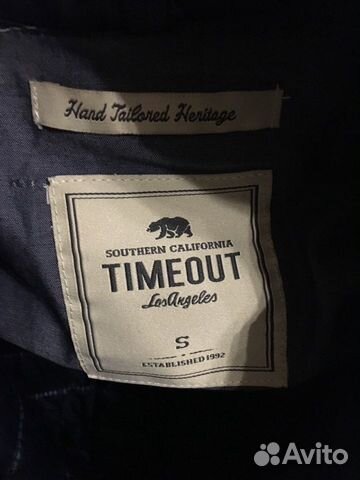 Hand Tailored Heritage
SOUTHERN CALIFORNIA
TIMEOUT
Los Angeles
S
ESTABLISHED 1992
Avito